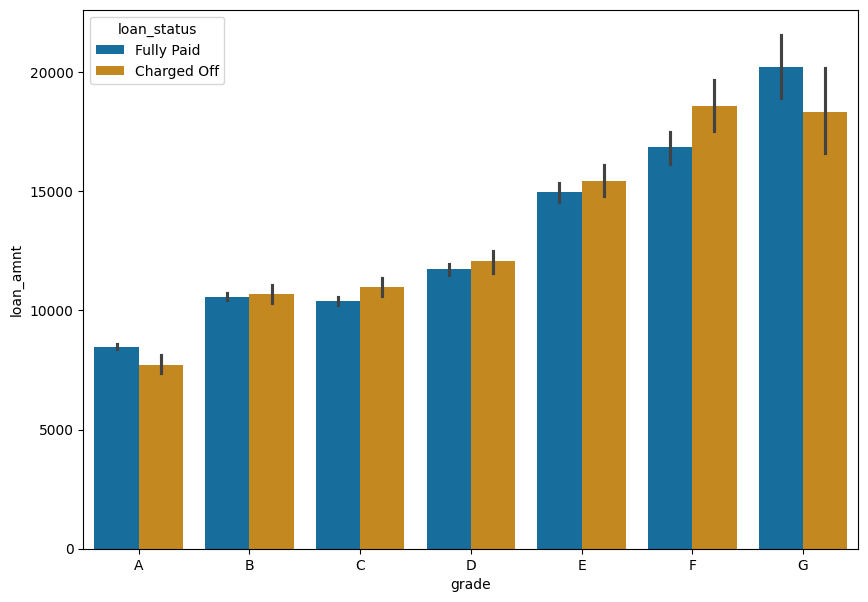 loan_status
Fully Paid
Charged Off
loan_amnt
20000
15000
10000
5000
0
A B C D E F G
grade